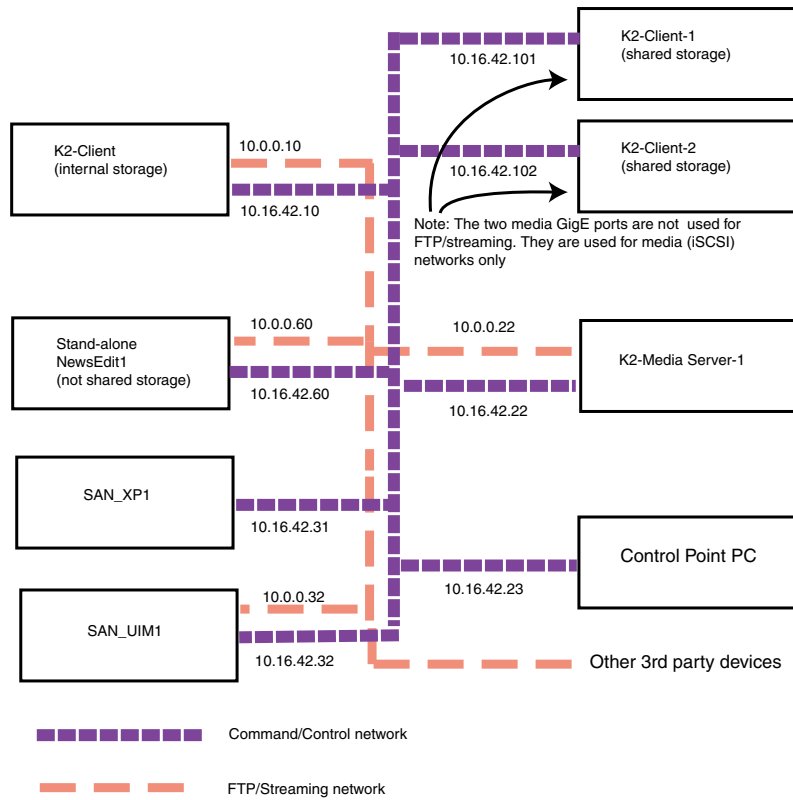 K2-Client-1
(shared storage)
10.16.42.101
K2-Client
(internal storage)
10.0.0.10
10.16.42.10
K2-Client-2
(shared storage)
10.16.42.102
Note: The two media GigE ports are not used for
FTP/streaming. They are used for media (iSCSI)
networks only
Stand-alone
NewsEdit1
(not shared storage)
10.0.0.60
10.16.42.60
10.0.0.22
K2-Media Server-1
10.16.42.22
SAN_XP1
10.16.42.31
Control Point PC
10.16.42.23
SAN_UIM1
10.0.0.32
10.16.42.32
Other 3rd party devices
Command/Control network
FTP/Streaming network